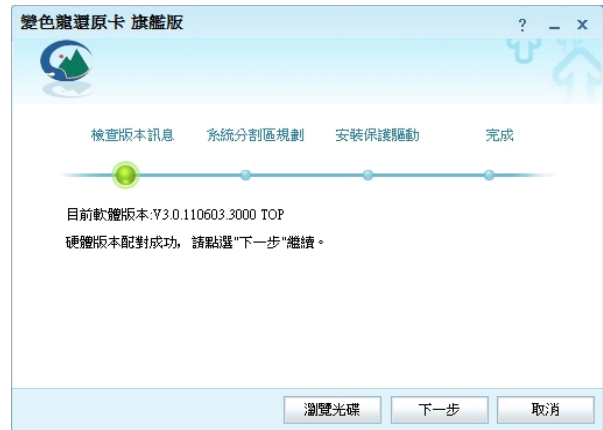 變色龍還原卡 旗艦版
? – x
檢查版本訊息 系統分割區規劃 安裝保護驅動 完成
目前軟體版本:V3.0.110603.3000 TOP
硬體版本配對成功, 請點選"下一步"繼續。
瀏覽光碟 下一步 取消